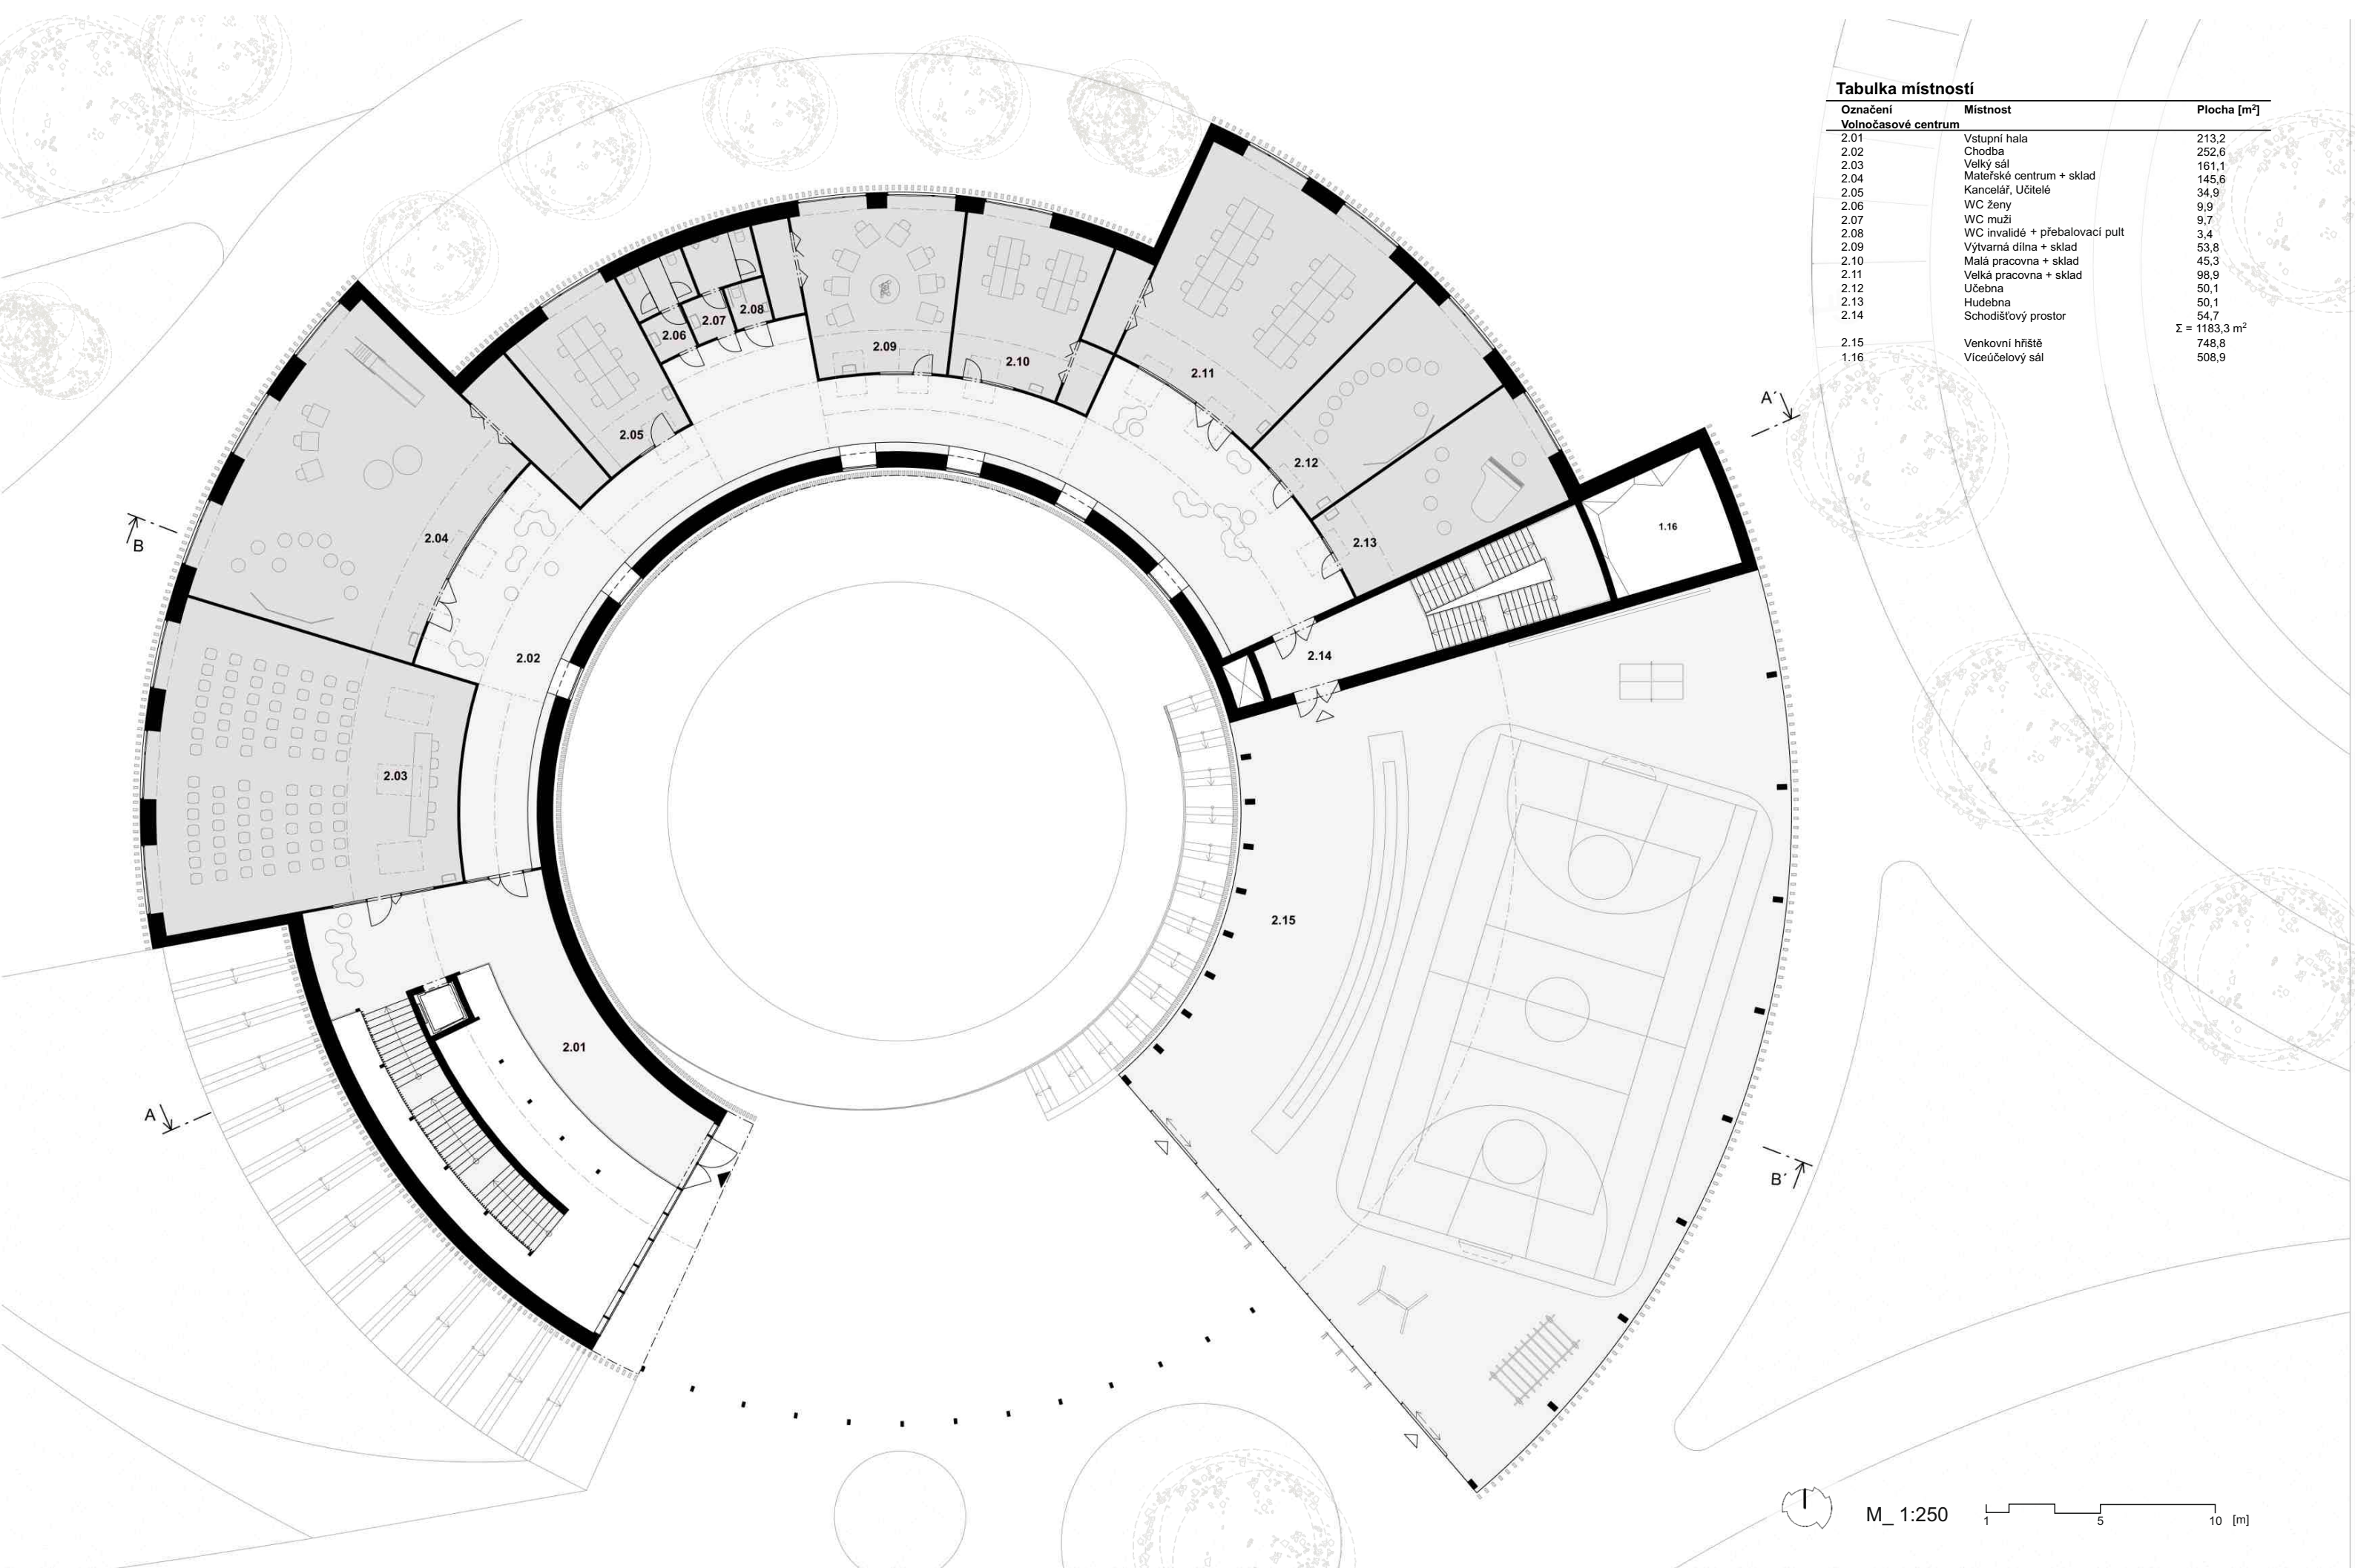 Tabulka místností
Označení Místnost Plocha [m²]
Volnočasové centrum
2.01 Vstupní hala 213,2
2.02 Chodba 252,6
2.03 Velký sál 161,1
2.04 Mateřské centrum + sklad 145,6
2.05 Kancelář, Učitelé 34,9
2.06 WC ženy 9,9
2.07 WC muži 9,7
2.08 WC invalidé + přebalovací pult 3,4
2.09 Výtvarná dílna + sklad 53,8
2.10 Malá pracovna + sklad 45,3
2.11 Velká pracovna + sklad 98,9
2.12 Učebna 50,1
2.13 Hudebna 50,1
2.14 Schodišťový prostor 54,7
Σ = 1183,3 m²
2.15 Venkovní hřiště 748,8
1.16 Víceúčelový sál 508,9
2.08
2.07
2.06
2.09
2.10
2.11
A´
2.05
2.12
1.16
B
2.04
2.13
2.02
2.14
2.03
2.15
2.01
A
B´
M_ 1:250
1 5 10 [m]